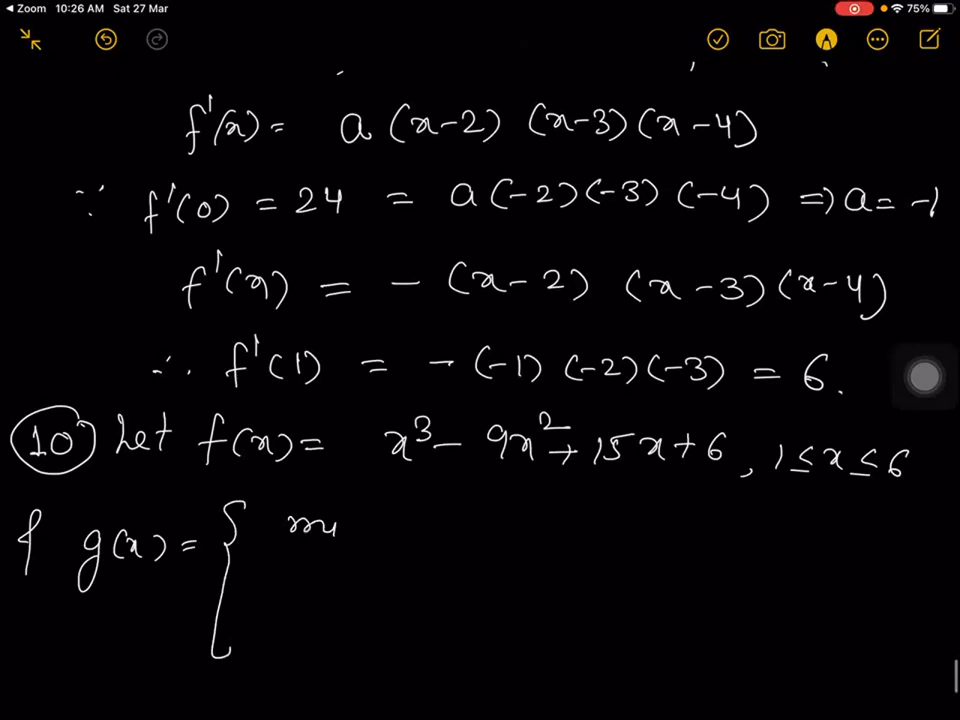 Zoom 10:26 AM Sat 27 Mar 75%
f'(x) = a (x-2) (x-3) (x-4)
∵ f'(0) = 24 = a (-2) (-3) (-4) ⇒ a = -1
f'(x) = - (x-2) (x-3) (x-4)
∴ f'(1) = - (-1) (-2) (-3) = 6.
10 Let f(x) = x³ - 9x² + 15x + 6, 1 ≤ x ≤ 6
g(x) = {